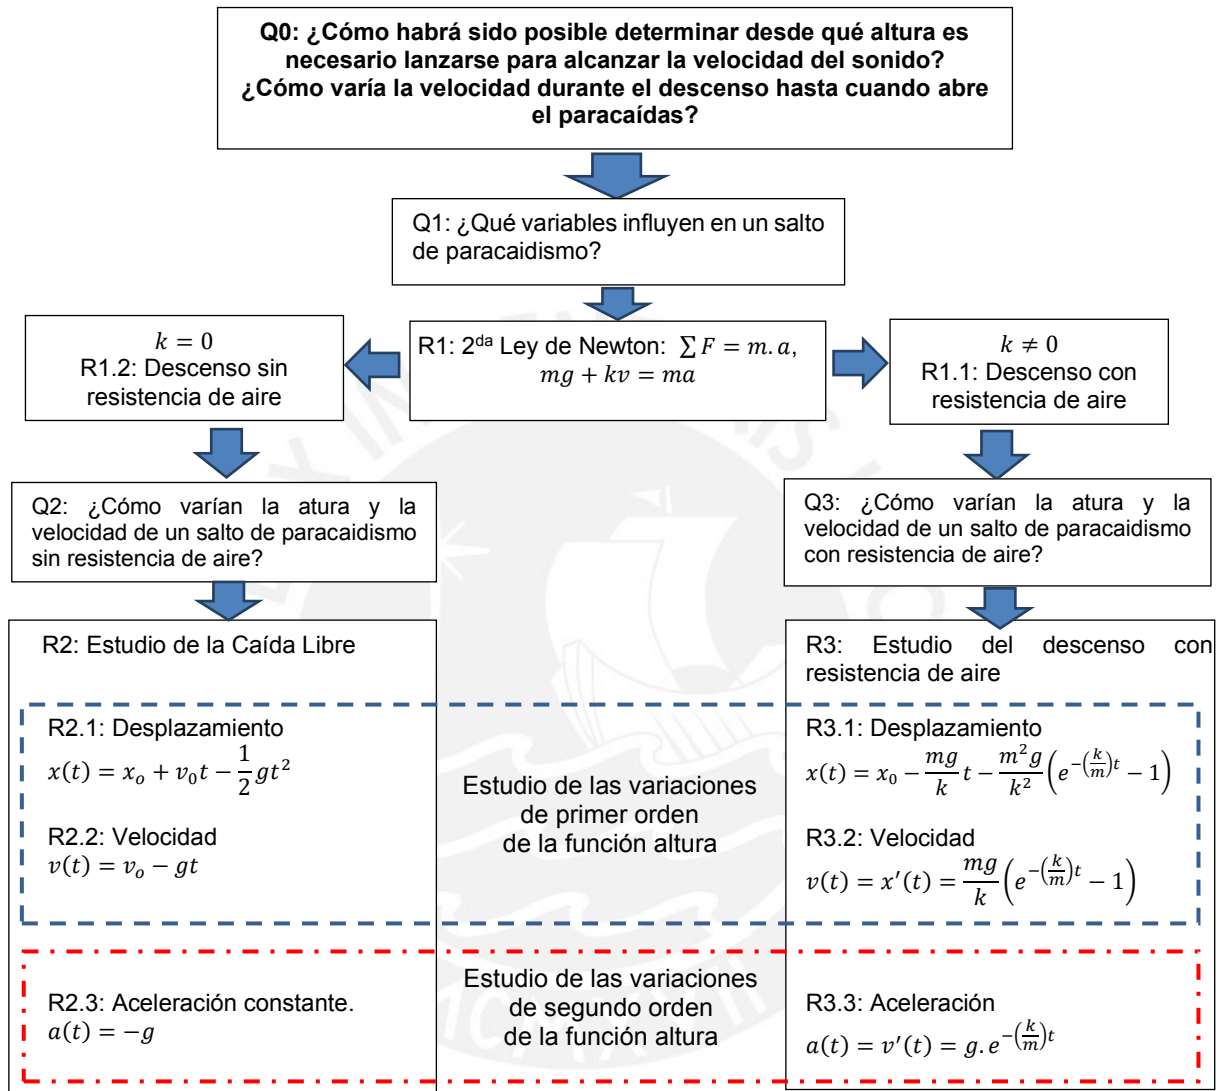 Q0: ¿Cómo habrá sido posible determinar desde qué altura es
necesario lanzarse para alcanzar la velocidad del sonido?
¿Cómo varía la velocidad durante el descenso hasta cuando abre
el paracaídas?
Q1: ¿Qué variables influyen en un salto
de paracaidismo?
k = 0
R1.2: Descenso sin
resistencia de aire
R1: 2ᵈᵃ Ley de Newton: ∑ F = m. a,
mg + kv = ma
k ≠ 0
R1.1: Descenso con
resistencia de aire
Q2: ¿Cómo varían la atura y la
velocidad de un salto de paracaidismo
sin resistencia de aire?
Q3: ¿Cómo varían la atura y la
velocidad de un salto de paracaidismo
con resistencia de aire?
R2: Estudio de la Caída Libre
R2.1: Desplazamiento
x(t) = xₒ + v₀t − 1/2 gt²
R2.2: Velocidad
v(t) = vₒ − gt
Estudio de las variaciones
de primer orden
de la función altura
R3: Estudio del descenso con
resistencia de aire
R3.1: Desplazamiento
x(t) = x₀ − mg/k t − m²g/k² (e^−(k/m)t − 1)
R3.2: Velocidad
v(t) = x′(t) = mg/k (e^−(k/m)t − 1)
R2.3: Aceleración constante.
a(t) = −g
Estudio de las variaciones
de segundo orden
de la función altura
R3.3: Aceleración
a(t) = v′(t) = g. e^−(k/m)t